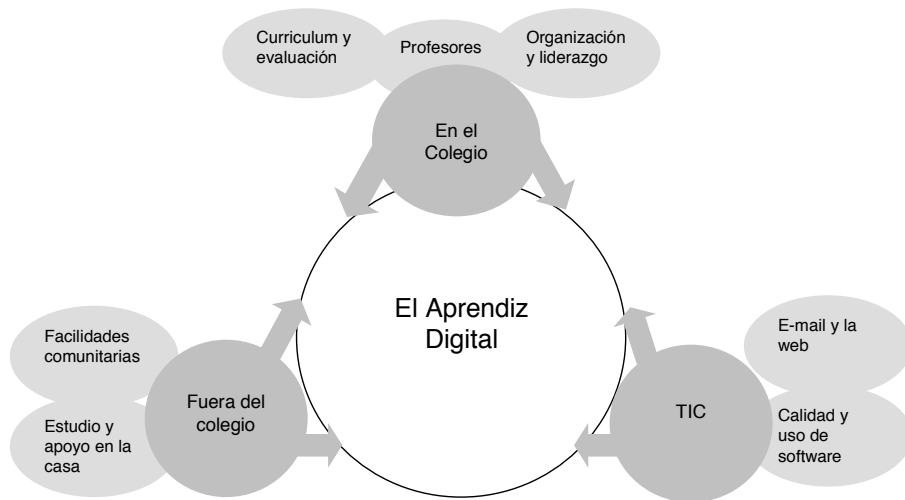 Curriculum y
evaluación
Profesores
Organización
y liderazgo
En el
Colegio
El Aprendiz
Digital
Facilidades
comunitarias
Estudio y
apoyo en la
casa
Fuera del
colegio
TIC
E-mail y la
web
Calidad y
uso de
software